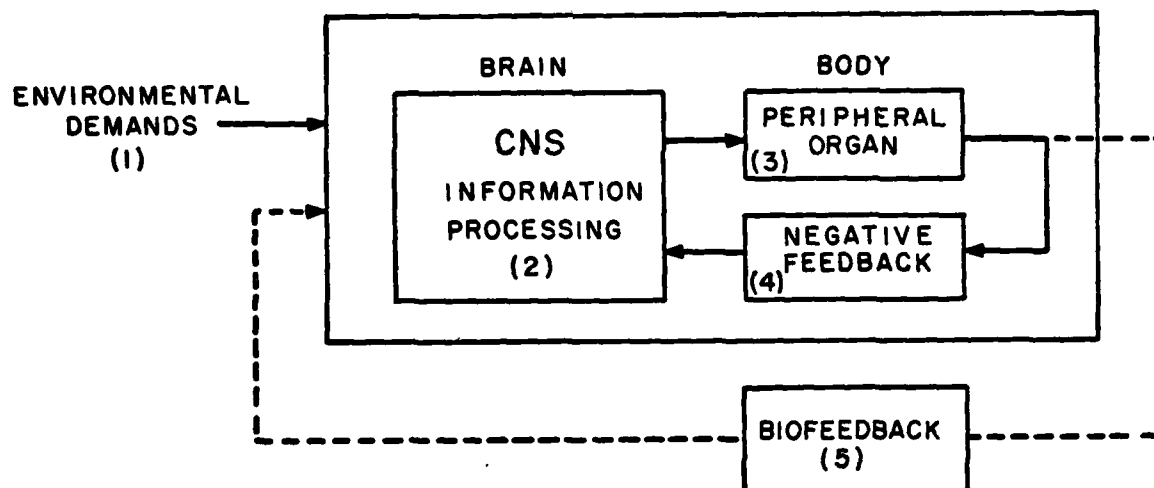 BRAIN
BODY
ENVIRONMENTAL
DEMANDS
(1)
CNS
INFORMATION
PROCESSING
(2)
PERIPHERAL
(3) ORGAN
NEGATIVE
(4) FEEDBACK
BIOFEEDBACK
(5)